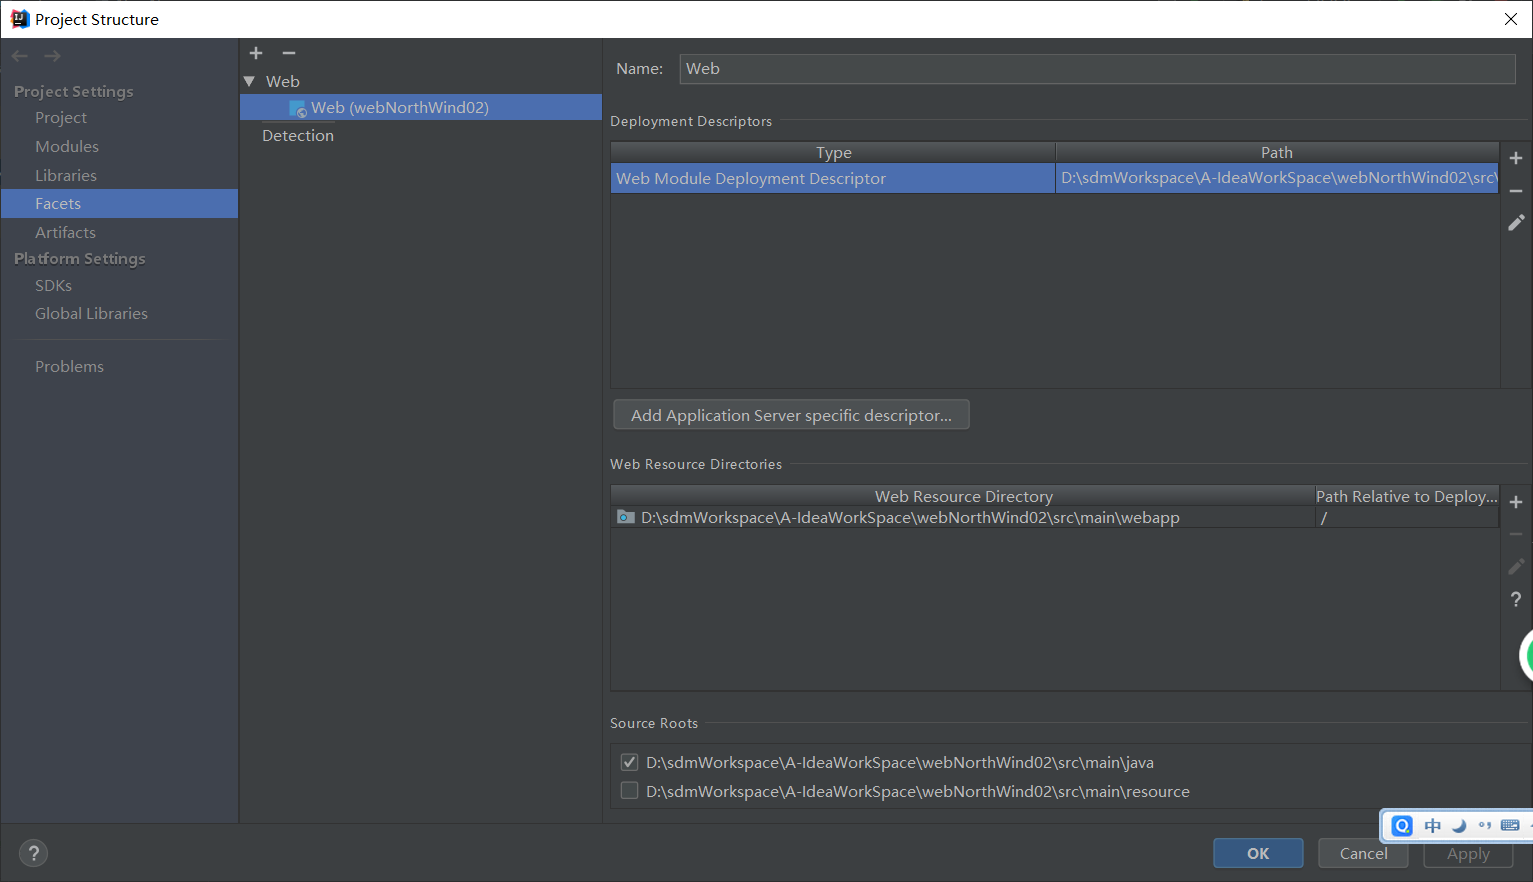 Project Structure
Project Settings
Project
Modules
Libraries
Facets
Artifacts
Platform Settings
SDKs
Global Libraries
Problems
Web
Web (webNorthWind02)
Detection
Name: Web
Deployment Descriptors
Type Path
Web Module Deployment Descriptor D:\sdmWorkspace\A-IdeaWorkSpace\webNorthWind02\src\
Add Application Server specific descriptor...
Web Resource Directories
Web Resource Directory Path Relative to Deploy...
D:\sdmWorkspace\A-IdeaWorkSpace\webNorthWind02\src\main\webapp /
?
Source Roots
D:\sdmWorkspace\A-IdeaWorkSpace\webNorthWind02\src\main\java
D:\sdmWorkspace\A-IdeaWorkSpace\webNorthWind02\src\main\resource
中
? OK Cancel Apply